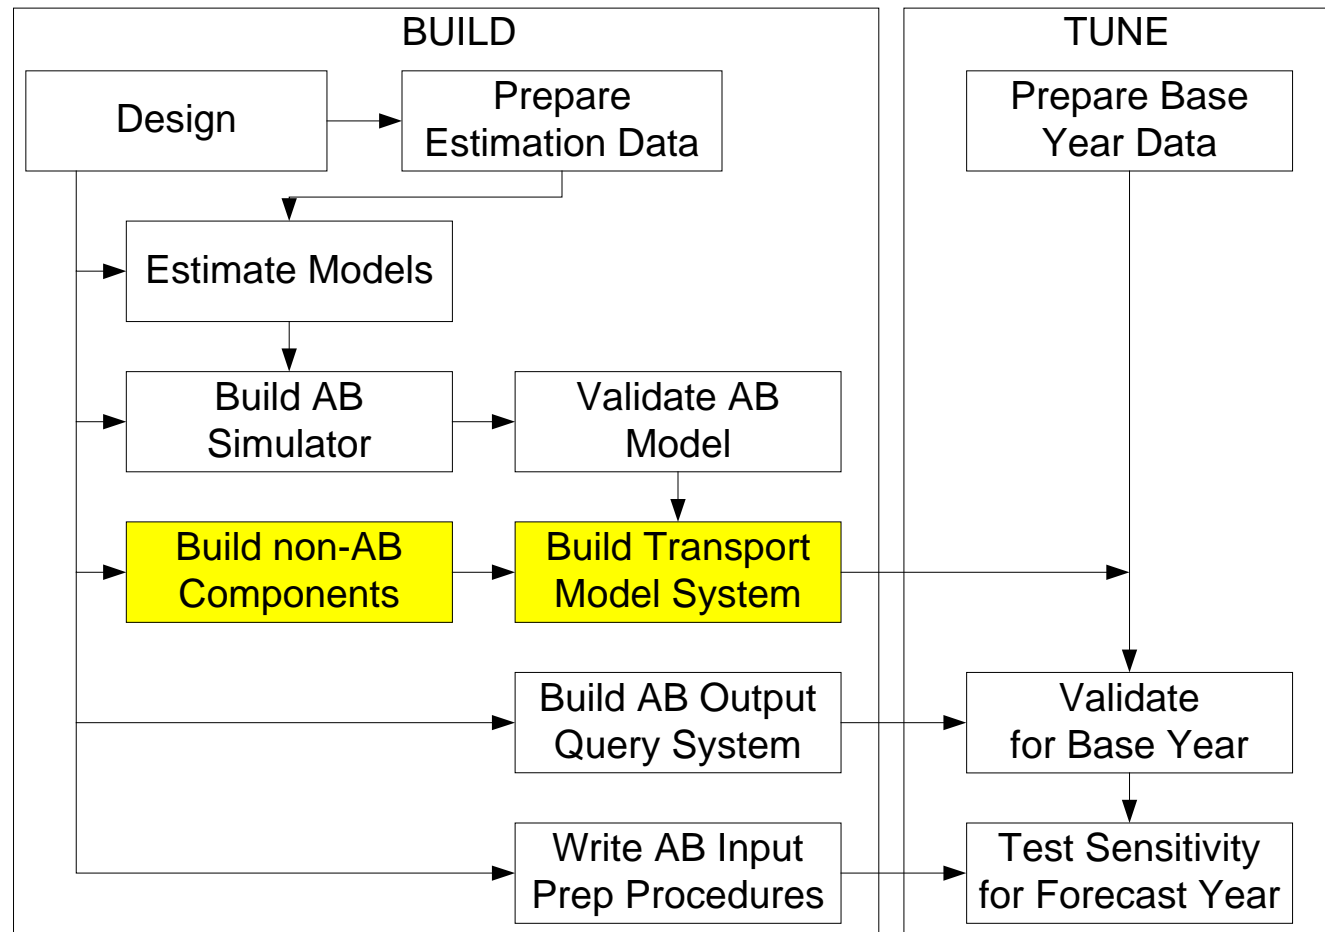 BUILD
TUNE
Design
Prepare
Estimation Data
Prepare Base
Year Data
Estimate Models
Build AB
Simulator
Validate AB
Model
Build non-AB
Components
Build Transport
Model System
Build AB Output
Query System
Validate
for Base Year
Write AB Input
Prep Procedures
Test Sensitivity
for Forecast Year